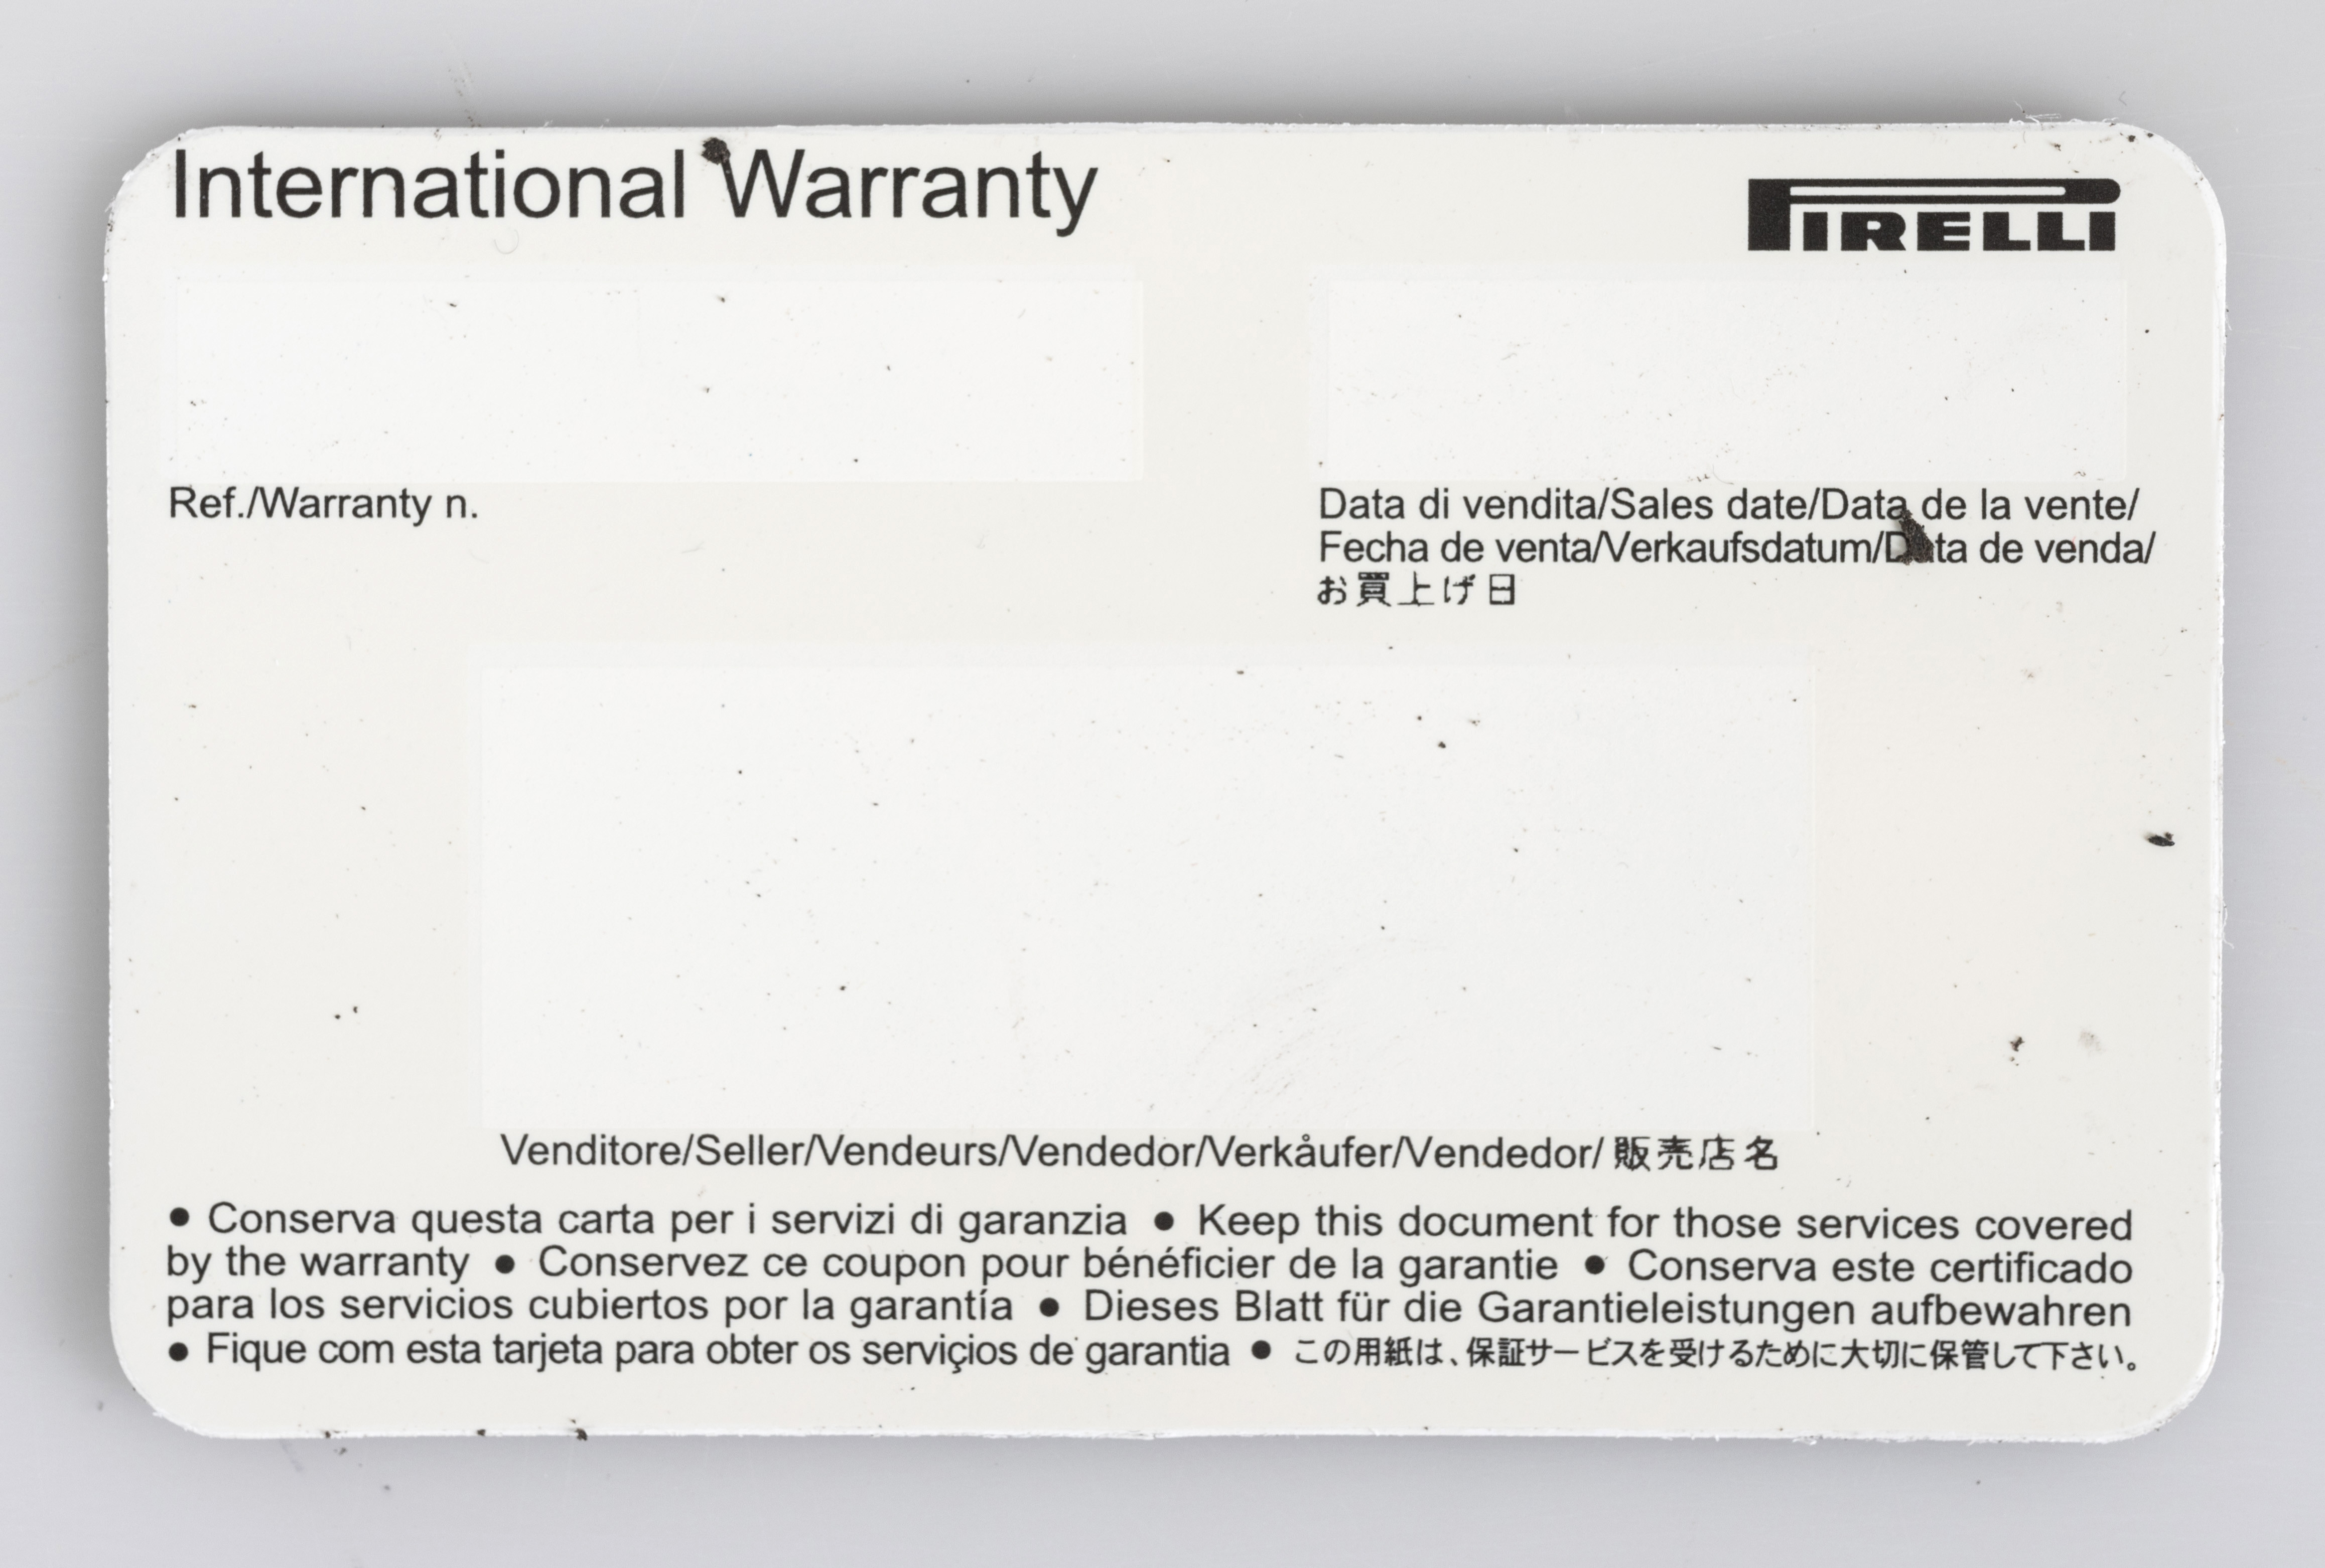 International Warranty
PIRELLI
Ref./Warranty n.
Data di vendita/Sales date/Data de la vente/
Fecha de venta/Verkaufsdatum/Data de venda/
お買上げ日
Venditore/Seller/Vendeurs/Vendedor/Verkåufer/Vendedor/ 販売店名
● Conserva questa carta per i servizi di garanzia ● Keep this document for those services covered
by the warranty ● Conservez ce coupon pour bénéficier de la garantie ● Conserva este certificado
para los servicios cubiertos por la garantía ● Dieses Blatt für die Garantieleistungen aufbewahren
● Fique com esta tarjeta para obter os serviçios de garantia ● この用紙は、保証サービスを受けるために大切に保管して下さい。